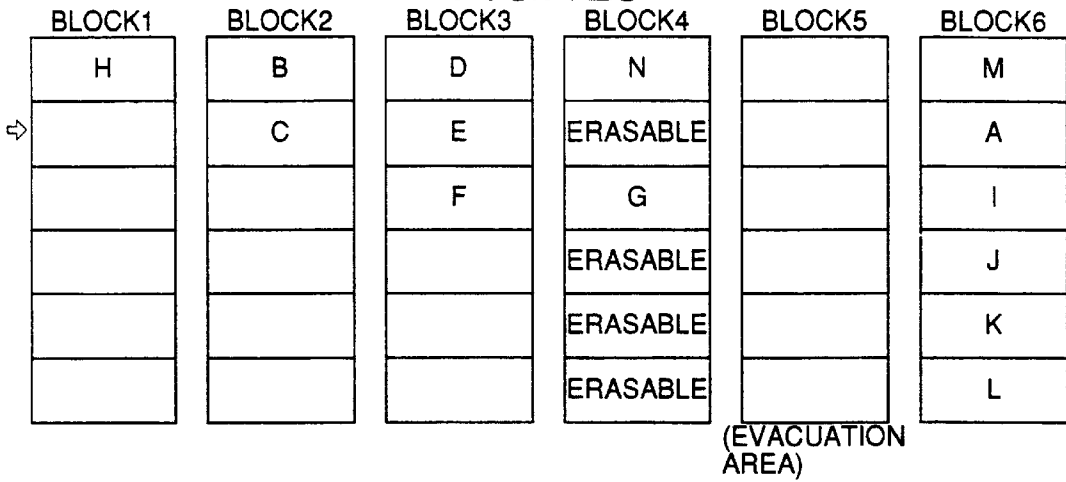 BLOCK1 BLOCK2 BLOCK3 BLOCK4 BLOCK5 BLOCK6
H B D N M
C E ERASABLE A
F G I
ERASABLE J
ERASABLE K
ERASABLE L
(EVACUATION
AREA)